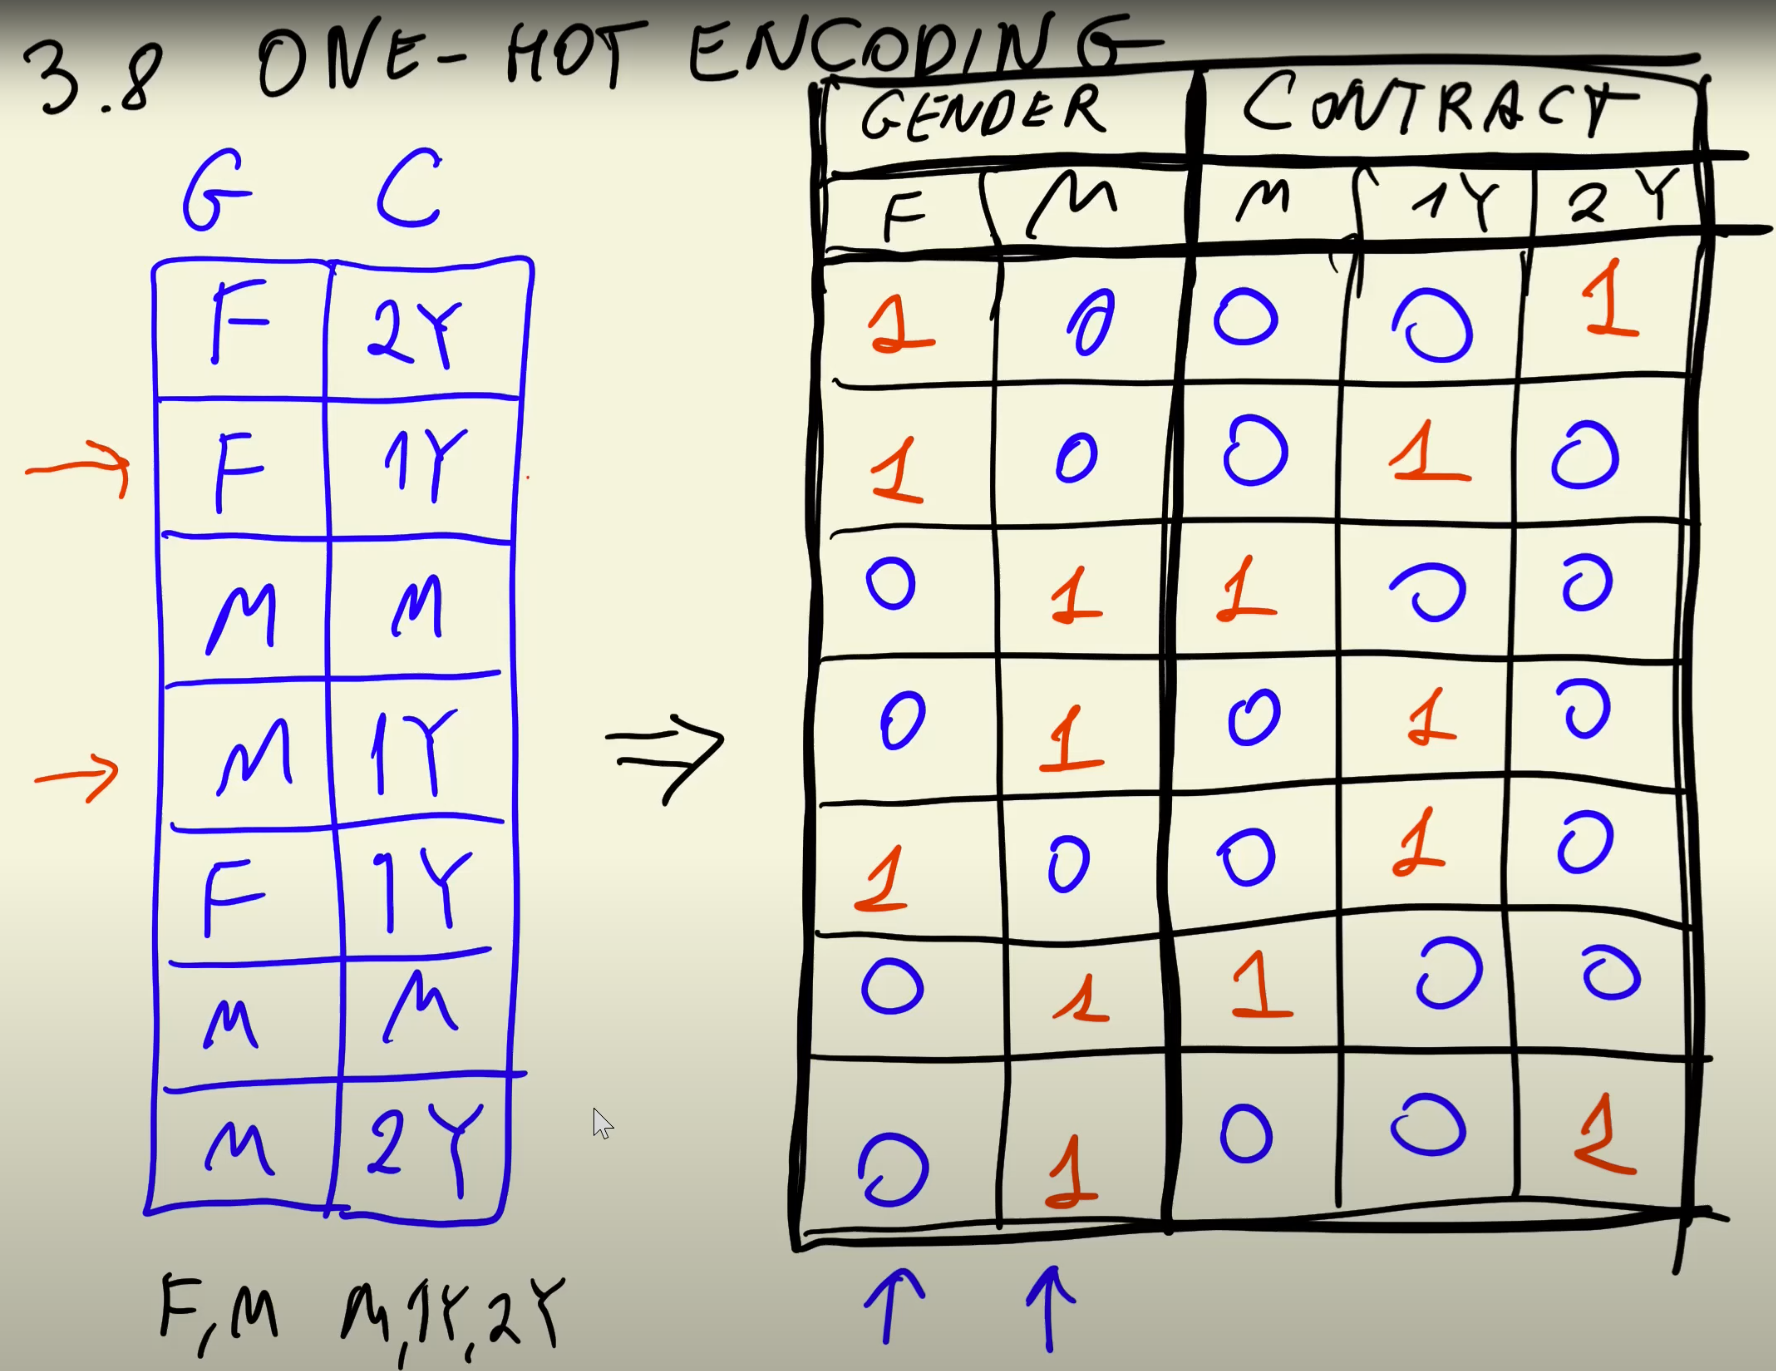 3.8 ONE-HOT ENCODING
G C
F 2Y
F 1Y
M M
M 1Y
F 1Y
M M
M 2Y
F, M M, 1Y, 2Y
GENDER CONTRACT
F M M 1Y 2Y
1 0 0 0 1
1 0 0 1 0
0 1 1 0 0
0 1 0 1 0
1 0 0 1 0
0 1 1 0 0
0 1 0 0 1